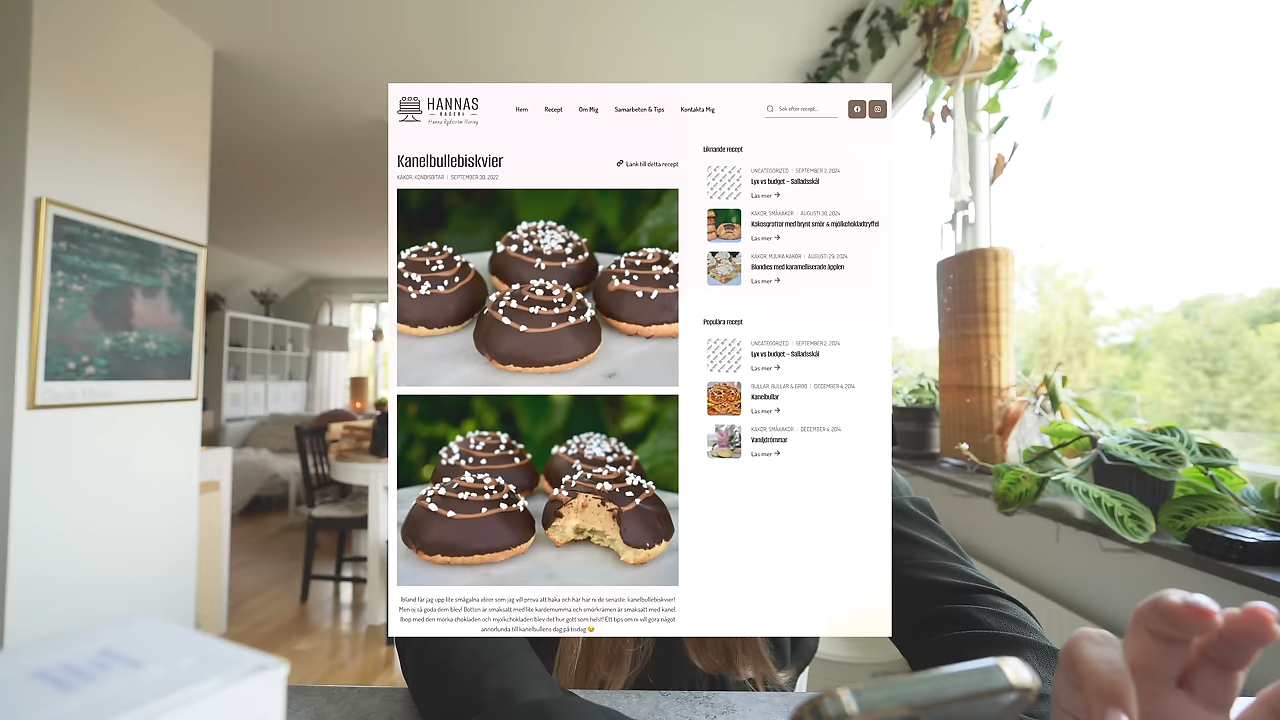 HANNAS
BAGERI
Hanna Rydström Herving
Hem
Recept
Om Mig
Samarbeten & Tips
Kontakta Mig
Sök efter recept...
Kanelbullebiskvier
Länk till detta recept
KAKOR, KONDISBITAR | SEPTEMBER 30, 2022
Ibland får jag upp lite smågalna idéer som jag vill prova att baka och här har ni de senaste, kanelbullebiskvier!
Men oj så goda dem blev! Botten är smaksatt med lite kardemumma och smörkrämen är smaksatt med kanel.
Ihop med den mörka chokladen och mjölkchokladen blev det hur gott som helst! Ett tips om ni vill göra något
annorlunda till kanelbullens dag på tisdag 😉
Liknande recept
UNCATEGORIZED | SEPTEMBER 2, 2024
Lyx vs budget – Salladsskål
Läs mer →
KAKOR, SMÅKAKOR | AUGUSTI 30, 2024
Kokosgrottor med brynt smör & mjölkchokladtryffel
Läs mer →
KAKOR, MJUKA KAKOR | AUGUSTI 29, 2024
Blondies med karamelliserade äpplen
Läs mer →
Populära recept
UNCATEGORIZED | SEPTEMBER 2, 2024
Lyx vs budget – Salladsskål
Läs mer →
BULLAR, BULLAR & BRÖD | DECEMBER 4, 2014
Kanelbullar
Läs mer →
KAKOR, SMÅKAKOR | DECEMBER 4, 2014
Vaniljdrömmar
Läs mer →